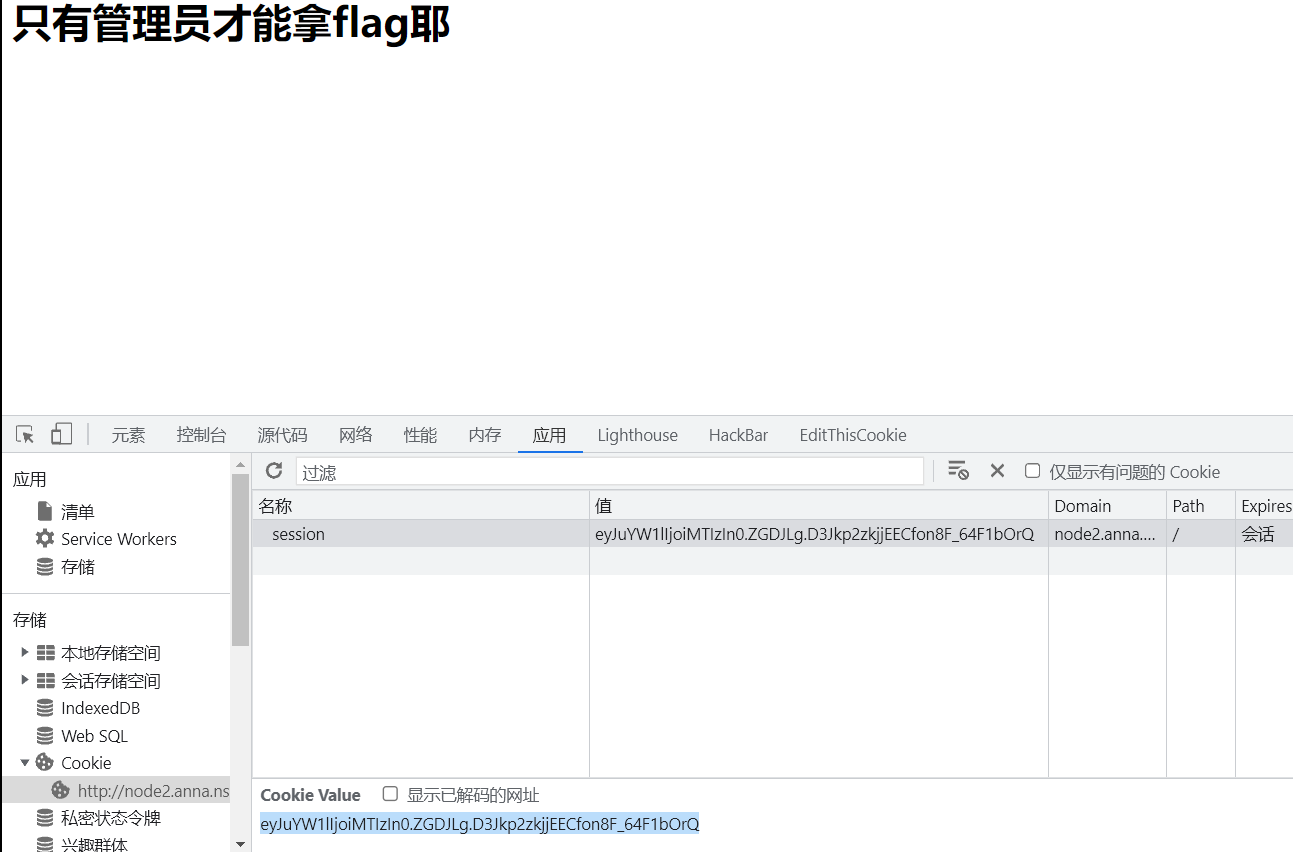 只有管理员才能拿flag耶
元素 控制台 源代码 网络 性能 内存 应用 Lighthouse HackBar EditThisCookie
应用
清单
Service Workers
存储
存储
本地存储空间
会话存储空间
IndexedDB
Web SQL
Cookie
http://node2.anna.ns
私密状态令牌
兴趣群体
过滤 仅显示有问题的 Cookie
名称 值 Domain Path Expires
session eyJuYW1lIjoiMTIzIn0.ZGDJLg.D3Jkp2zkjjEECfon8F_64F1bOrQ node2.anna.... / 会话
Cookie Value 显示已解码的网址
eyJuYW1lIjoiMTIzIn0.ZGDJLg.D3Jkp2zkjjEECfon8F_64F1bOrQ